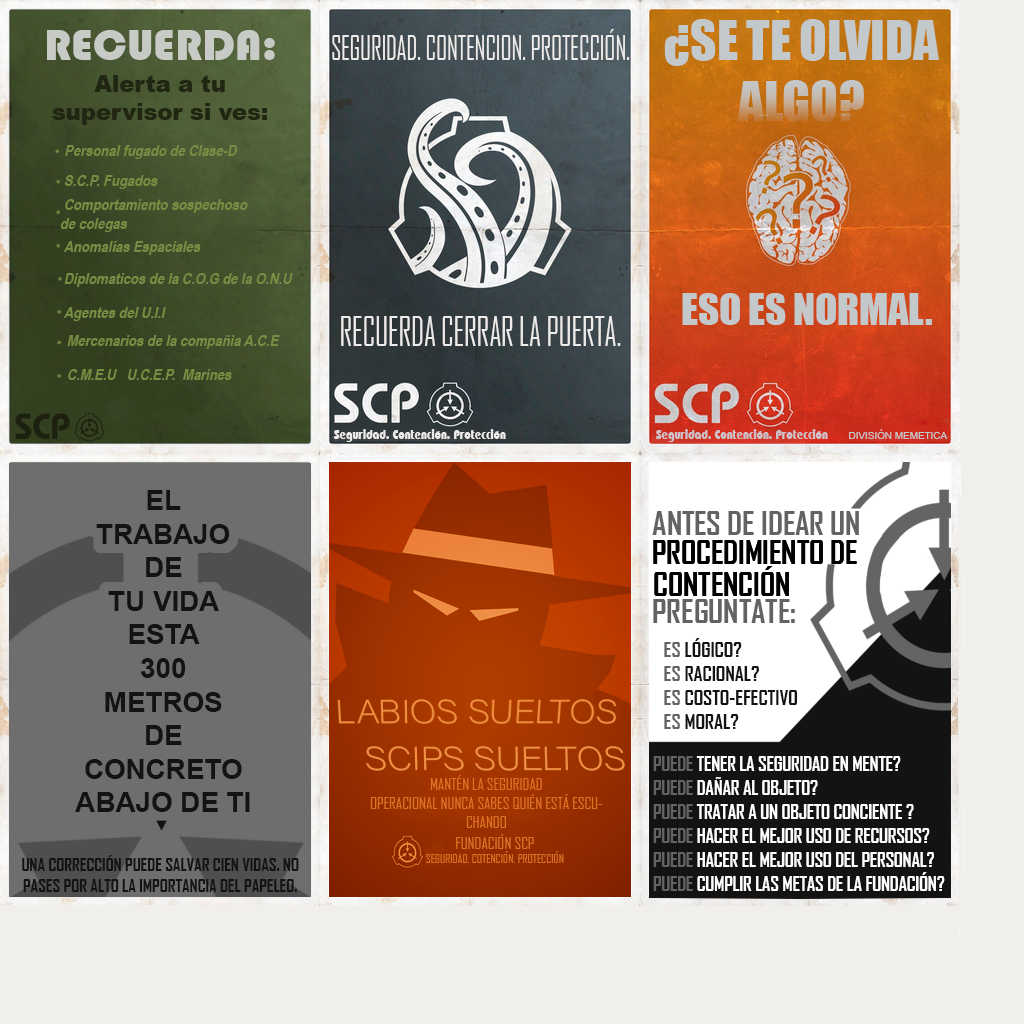 RECUERDA:
Alerta a tu
supervisor si ves:
• Personal fugado de Clase-D
• S.C.P. Fugados
• Comportamiento sospechoso
de colegas
• Anomalías Espaciales
• Diplomaticos de la C.O.G de la O.N.U
• Agentes del U.I.I
• Mercenarios de la compañia A.C.E
• C.M.E.U U.C.E.P. Marines
SCP
SEGURIDAD. CONTENCION. PROTECCIÓN.
RECUERDA CERRAR LA PUERTA.
SCP
Seguridad. Contención. Protección
¿SE TE OLVIDA
ALGO?
ESO ES NORMAL.
SCP
Seguridad. Contención. Protección
DIVISIÓN MEMETICA
EL
TRABAJO
DE
TU VIDA
ESTA
300
METROS
DE
CONCRETO
ABAJO DE TI
UNA CORRECCIÓN PUEDE SALVAR CIEN VIDAS. NO
PASES POR ALTO LA IMPORTANCIA DEL PAPELEO.
LABIOS SUELTOS
SCIPS SUELTOS
MANTÉN LA SEGURIDAD
OPERACIONAL NUNCA SABES QUIÉN ESTÁ ESCU-
CHANDO
FUNDACIÓN SCP
SEGURIDAD. COTENCIÓN. PROTECCIÓN
ANTES DE IDEAR UN
PROCEDIMIENTO DE
CONTENCIÓN
PREGUNTATE:
ES LÓGICO?
ES RACIONAL?
ES COSTO-EFECTIVO
ES MORAL?
PUEDE TENER LA SEGURIDAD EN MENTE?
PUEDE DAÑAR AL OBJETO?
PUEDE TRATAR A UN OBJETO CONCIENTE ?
PUEDE HACER EL MEJOR USO DE RECURSOS?
PUEDE HACER EL MEJOR USO DEL PERSONAL?
PUEDE CUMPLIR LAS METAS DE LA FUNDACIÓN?